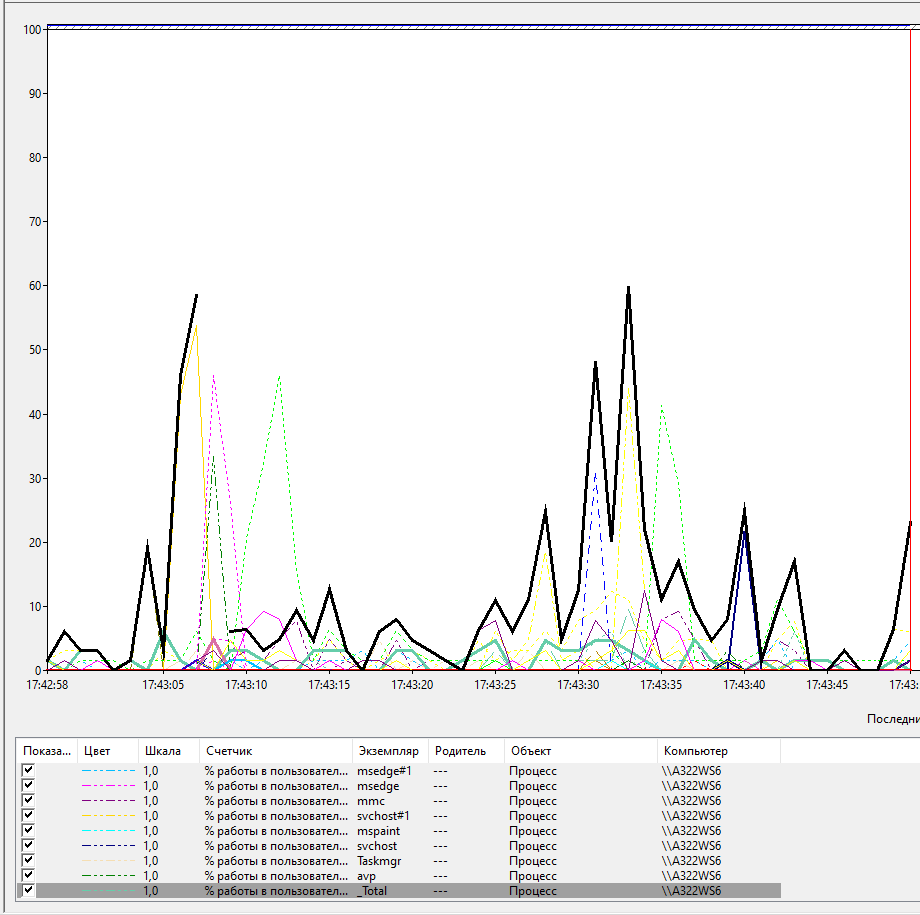 100
90
80
70
60
50
40
30
20
10
0
17:42:58 17:43:05 17:43:10 17:43:15 17:43:20 17:43:25 17:43:30 17:43:35 17:43:40 17:43:45 17:43:
Последни
Показа... Цвет Шкала Счетчик Экземпляр Родитель Объект Компьютер
1,0 % работы в пользовател... msedge#1 --- Процесс \\A322WS6
1,0 % работы в пользовател... msedge --- Процесс \\A322WS6
1,0 % работы в пользовател... mmc --- Процесс \\A322WS6
1,0 % работы в пользовател... svchost#1 --- Процесс \\A322WS6
1,0 % работы в пользовател... mspaint --- Процесс \\A322WS6
1,0 % работы в пользовател... svchost --- Процесс \\A322WS6
1,0 % работы в пользовател... Taskmgr --- Процесс \\A322WS6
1,0 % работы в пользовател... avp --- Процесс \\A322WS6
1,0 % работы в пользовател... _Total --- Процесс \\A322WS6